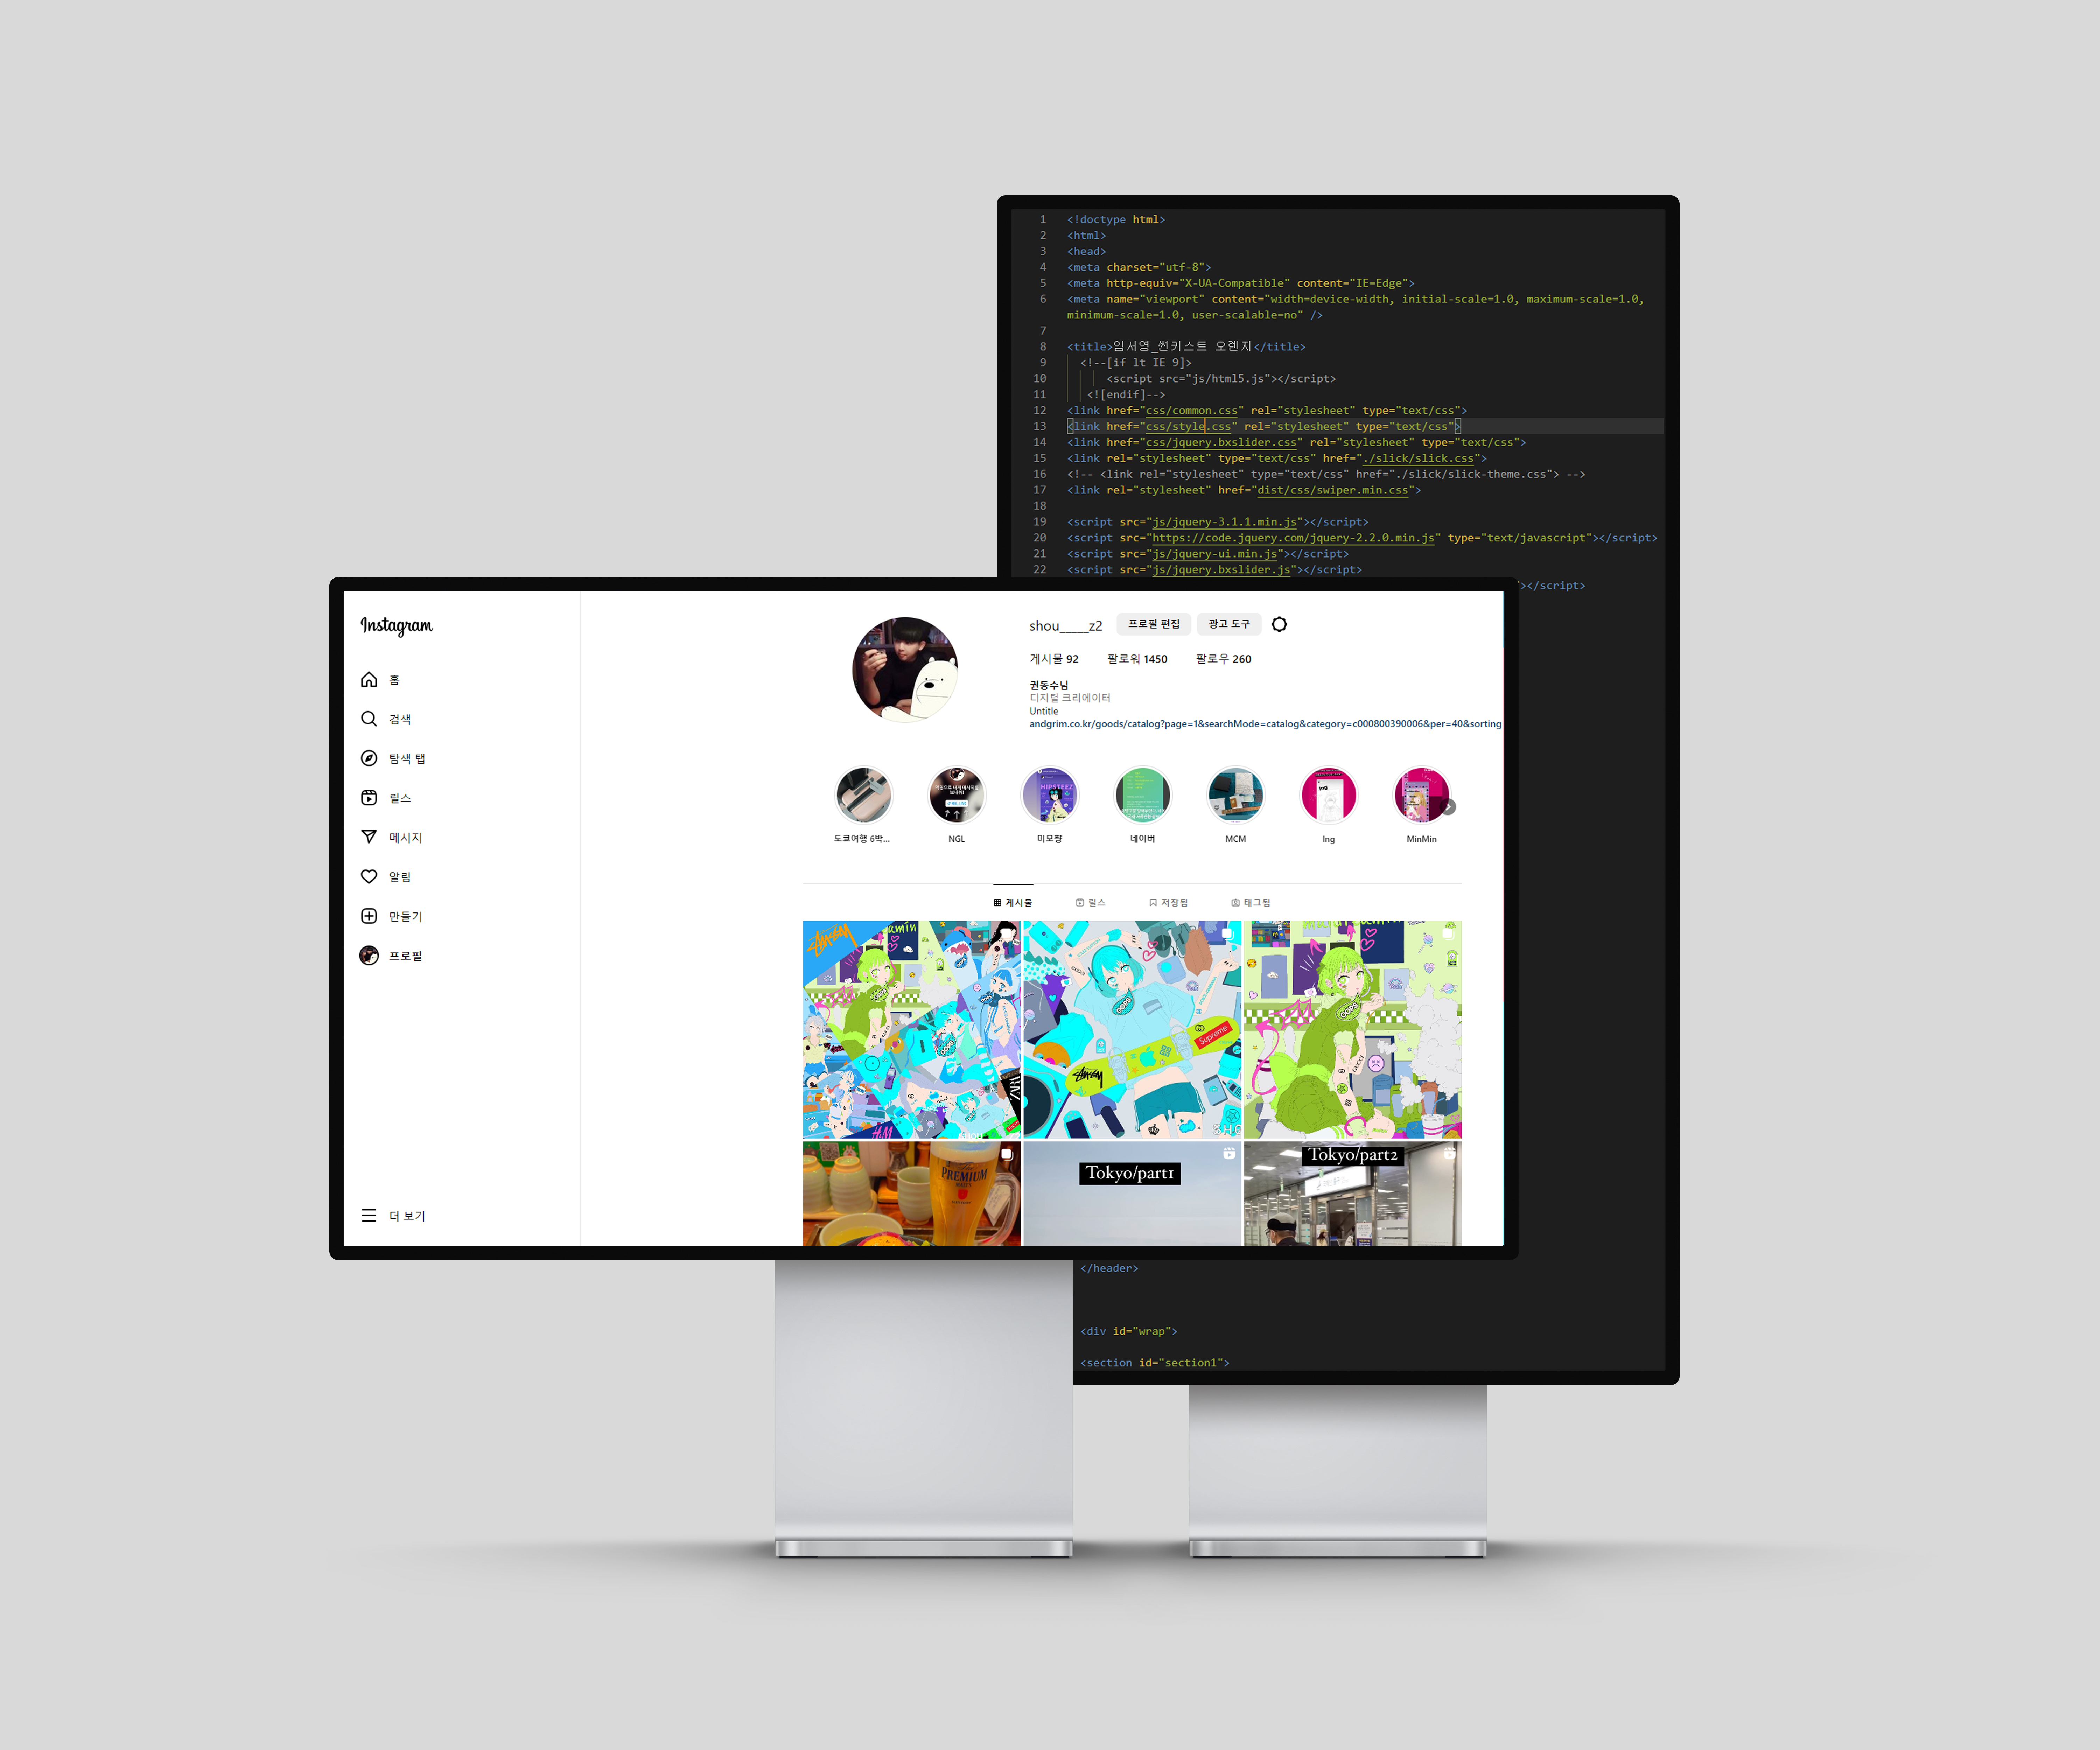 1 <!doctype html>
2 <html>
3 <head>
4 <meta charset="utf-8">
5 <meta http-equiv="X-UA-Compatible" content="IE=Edge">
6 <meta name="viewport" content="width=device-width, initial-scale=1.0, maximum-scale=1.0,
minimum-scale=1.0, user-scalable=no" />
7
8 <title>임서영_썬키스트 오렌지</title>
9 <!--[if lt IE 9]>
10 <script src="js/html5.js"></script>
11 <![endif]-->
12 <link href="css/common.css" rel="stylesheet" type="text/css">
13 <link href="css/style.css" rel="stylesheet" type="text/css">
14 <link href="css/jquery.bxslider.css" rel="stylesheet" type="text/css">
15 <link rel="stylesheet" type="text/css" href="./slick/slick.css">
16 <!-- <link rel="stylesheet" type="text/css" href="./slick/slick-theme.css"> -->
17 <link rel="stylesheet" href="dist/css/swiper.min.css">
18
19 <script src="js/jquery-3.1.1.min.js"></script>
20 <script src="https://code.jquery.com/jquery-2.2.0.min.js" type="text/javascript"></script>
21 <script src="js/jquery-ui.min.js"></script>
22 <script src="js/jquery.bxslider.js"></script>
></script>
Instagram
홈
검색
탐색 탭
릴스
메시지
알림
만들기
프로필
더 보기
shou_____z2 프로필 편집 광고 도구
게시물 92 팔로워 1450 팔로우 260
권동수님
디지털 크리에이터
Untitle
andgrim.co.kr/goods/catalog?page=1&searchMode=catalog&category=c000800390006&per=40&sorting
HIPSTEEZ
ing
도쿄여행 6박... NGL 미모짱 네이버 MCM Ing MinMin
게시물 릴스 저장됨 태그됨
Supreme
PREMIUM
Tokyo/part1
Tokyo/part2
</header>
<div id="wrap">
<section id="section1">